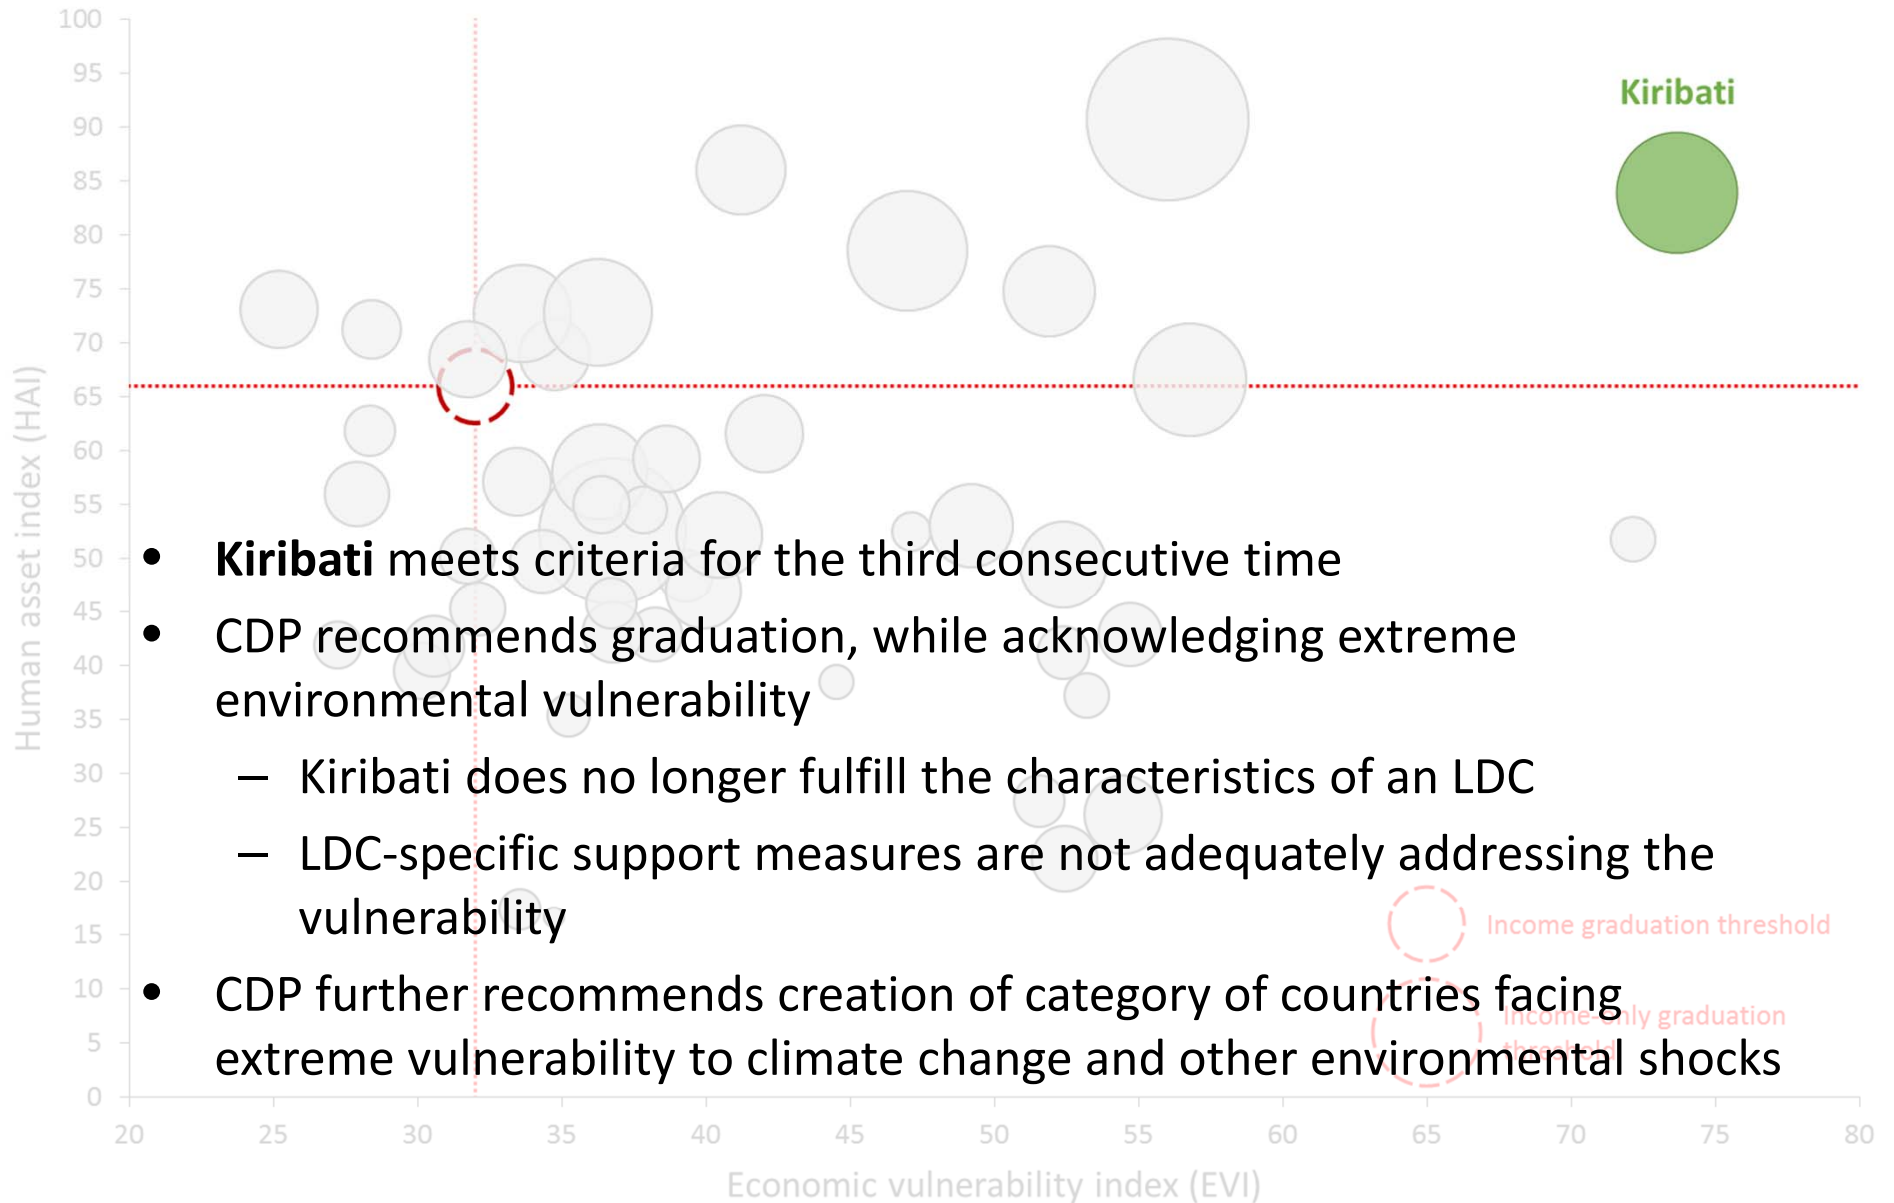 100
95
90
85
80
75
70
65
60
55
50
45
40
35
30
25
20
15
10
5
0
Human asset index (HAI)
Kiribati
• Kiribati meets criteria for the third consecutive time
• CDP recommends graduation, while acknowledging extreme
environmental vulnerability
– Kiribati does no longer fulfill the characteristics of an LDC
– LDC-specific support measures are not adequately addressing the
vulnerability
Income graduation threshold
• CDP further recommends creation of category of countries facing
extreme vulnerability to climate change and other environmental shocks
Income-only graduation
threshold
20 25 30 35 40 45 50 55 60 65 70 75 80
Economic vulnerability index (EVI)